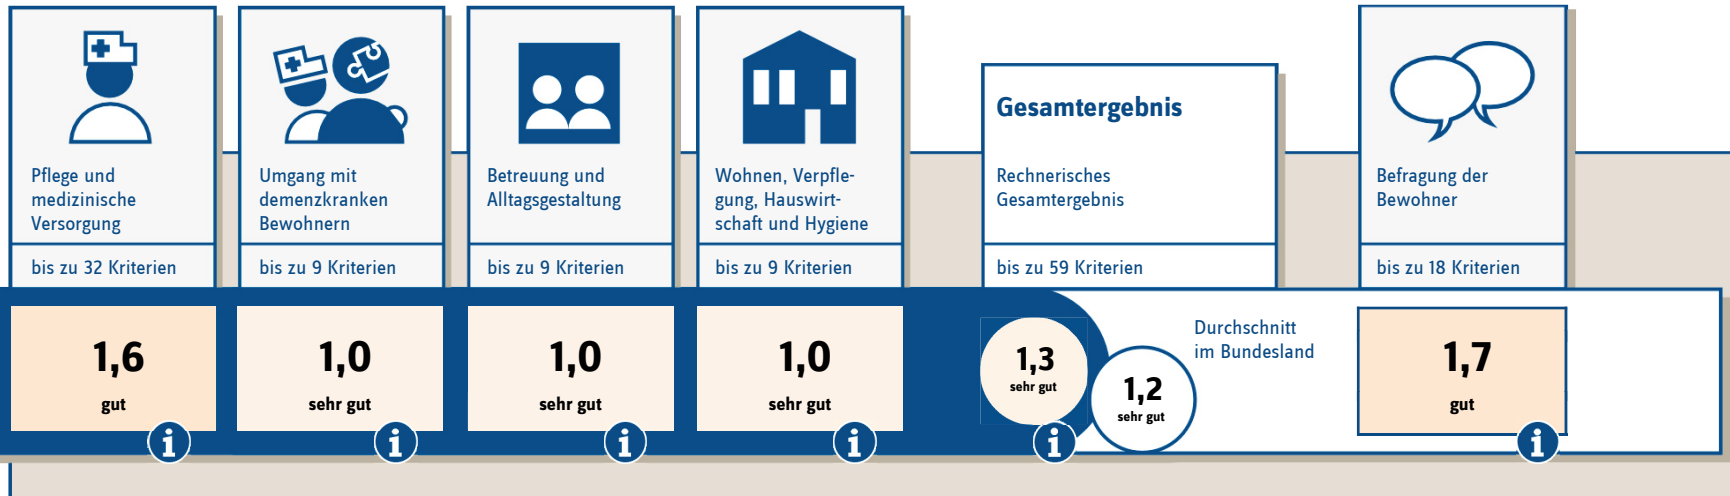 Pflege und
medizinische
Versorgung
bis zu 32 Kriterien
1,6
gut
i
Umgang mit
demenzkranken
Bewohnern
bis zu 9 Kriterien
1,0
sehr gut
i
Betreuung und
Alltagsgestaltung
bis zu 9 Kriterien
1,0
sehr gut
i
Wohnen, Verpfle-
gung, Hauswirt-
schaft und Hygiene
bis zu 9 Kriterien
1,0
sehr gut
i
Gesamtergebnis
Rechnerisches
Gesamtergebnis
bis zu 59 Kriterien
1,3
sehr gut
i
1,2
sehr gut
Durchschnitt
im Bundesland
Befragung der
Bewohner
bis zu 18 Kriterien
1,7
gut
i